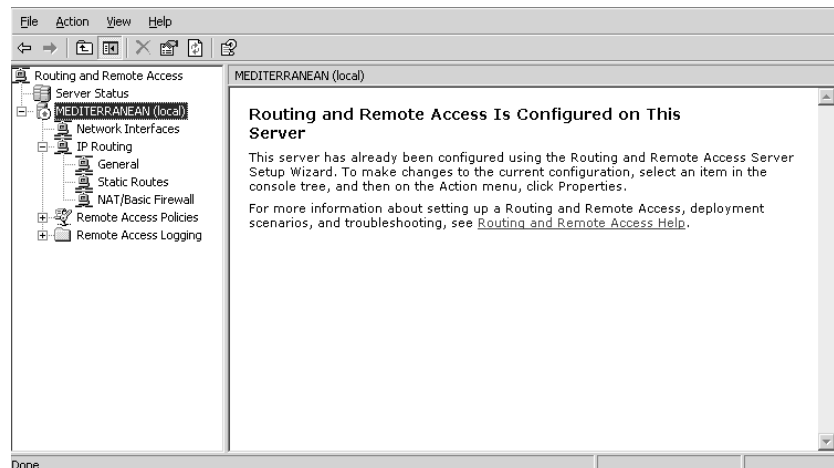 File Action View Help
Routing and Remote Access
Server Status
MEDITERRANEAN (local)
Network Interfaces
IP Routing
General
Static Routes
NAT/Basic Firewall
Remote Access Policies
Remote Access Logging
MEDITERRANEAN (local)
Routing and Remote Access Is Configured on This
Server
This server has already been configured using the Routing and Remote Access Server
Setup Wizard. To make changes to the current configuration, select an item in the
console tree, and then on the Action menu, click Properties.
For more information about setting up a Routing and Remote Access, deployment
scenarios, and troubleshooting, see Routing and Remote Access Help.
Done